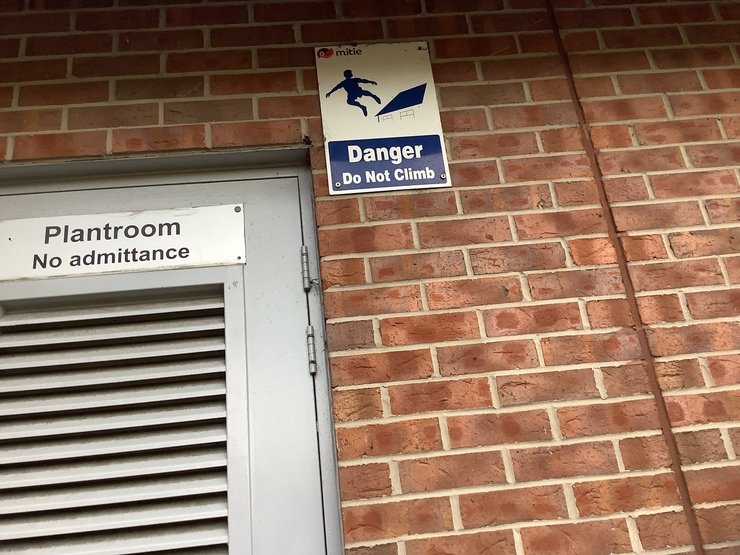 mitie
Danger
Do Not Climb
Plantroom
No admittance